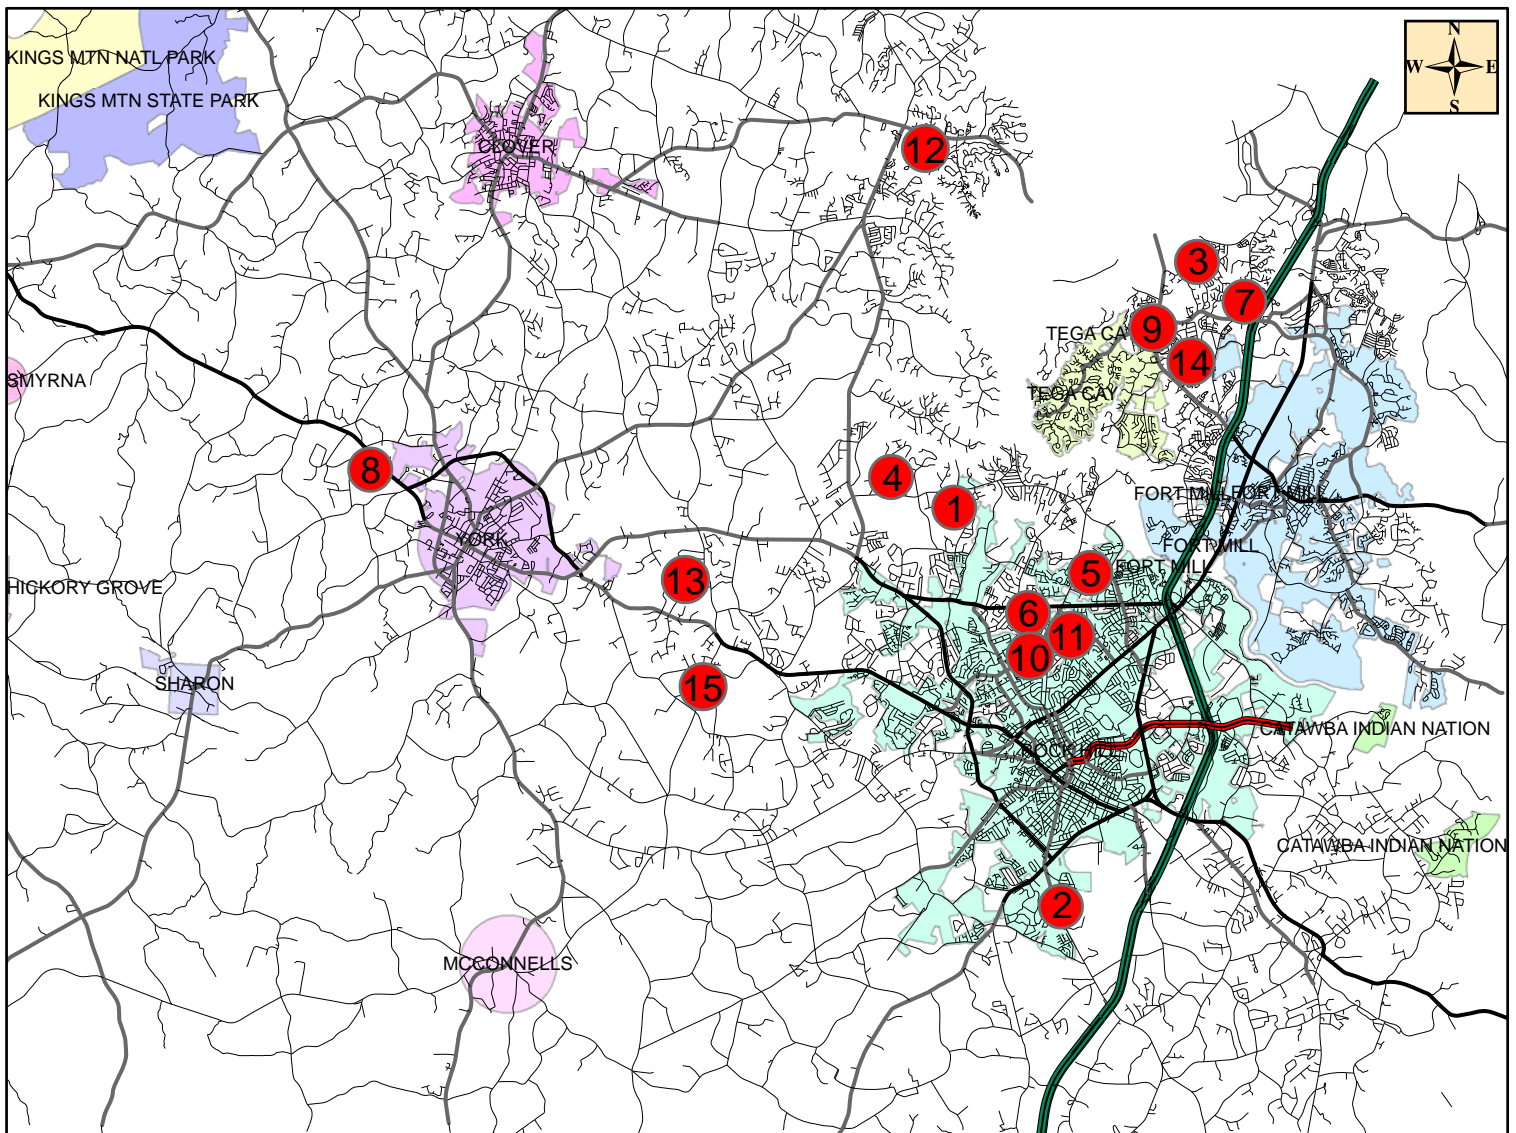 N
KINGS MTN NATL PARK
W
E
KINGS MTN STATE PARK
S
CLOVER
12
3
7
9
TEGA CA
14
SMYRNA
TEGA CAY
8
4
1
FORT MILL
FORT MILL
YORK
FORT MILL
5
FORT MILL
13
HICKORY GROVE
6
11
10
SHARON
15
CATAWBA INDIAN NATION
ROCK HILL
CATAWBA INDIAN NATION
2
MCCONNELLS